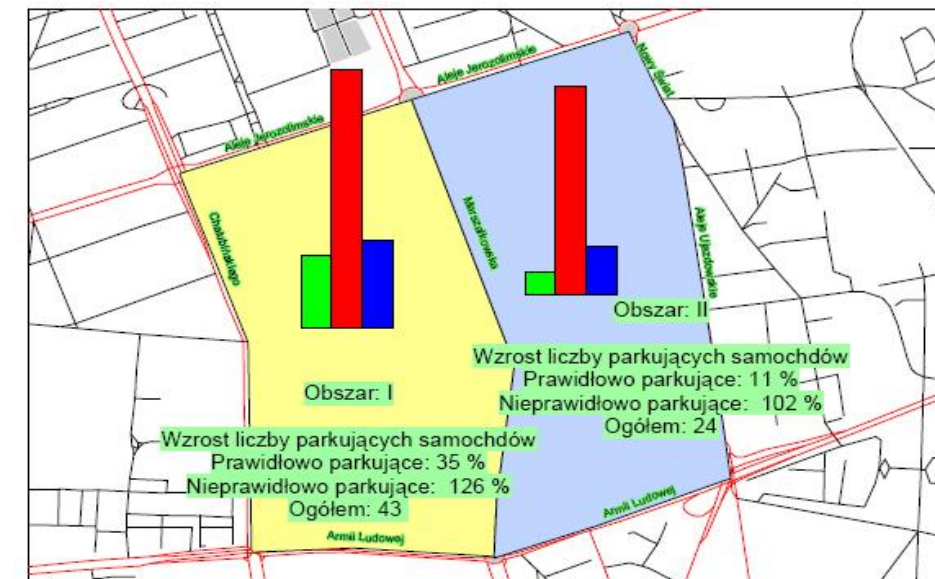 Aleje Jerozolimskie
Nowy Świat
Aleje Jerozolimskie
Chałubińskiego
Marszałkowska
Aleje Ujazdowskie
Obszar: II
Wzrost liczby parkujących samochdów
Prawidłowo parkujące: 11 %
Nieprawidłowo parkujące: 102 %
Ogółem: 24
Obszar: I
Wzrost liczby parkujących samochdów
Prawidłowo parkujące: 35 %
Nieprawidłowo parkujące: 126 %
Ogółem: 43
Armii Ludowej
Armii Ludowej